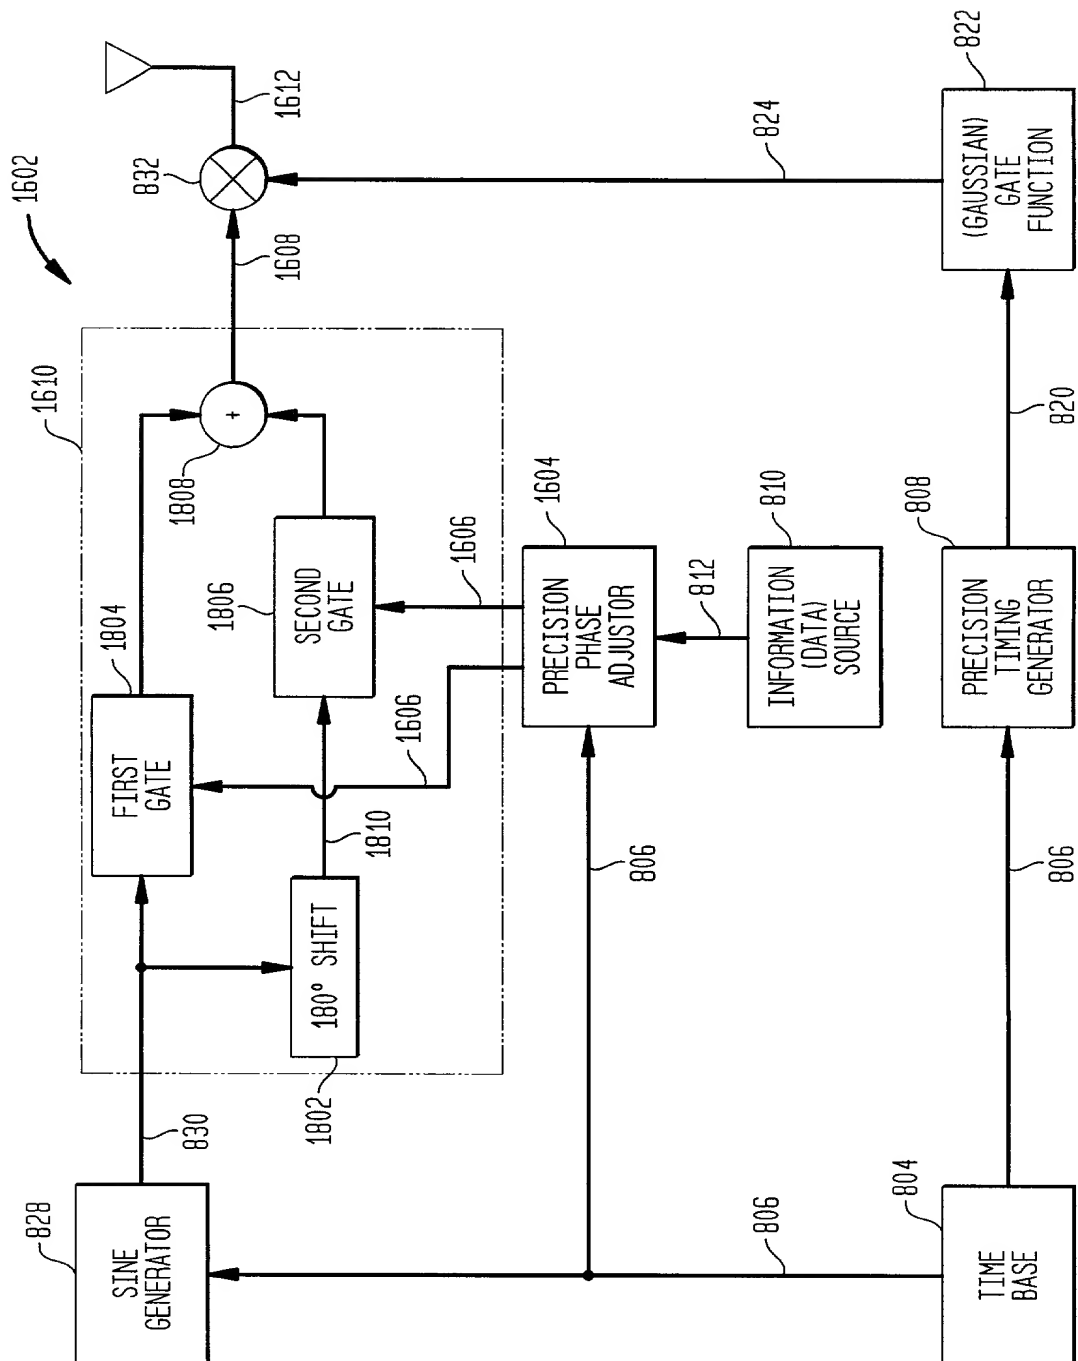 1602
828
SINE
GENERATOR
830
1610
1804
FIRST
GATE
1808
+
832
1612
1608
1802
180° SHIFT
1810
1806
SECOND
GATE
1606
1606
806
806
1604
PRECISION
PHASE
ADJUSTOR
812
810
INFORMATION
(DATA)
SOURCE
824
804
TIME
BASE
806
808
PRECISION
TIMING
GENERATOR
820
822
(GAUSSIAN)
GATE
FUNCTION